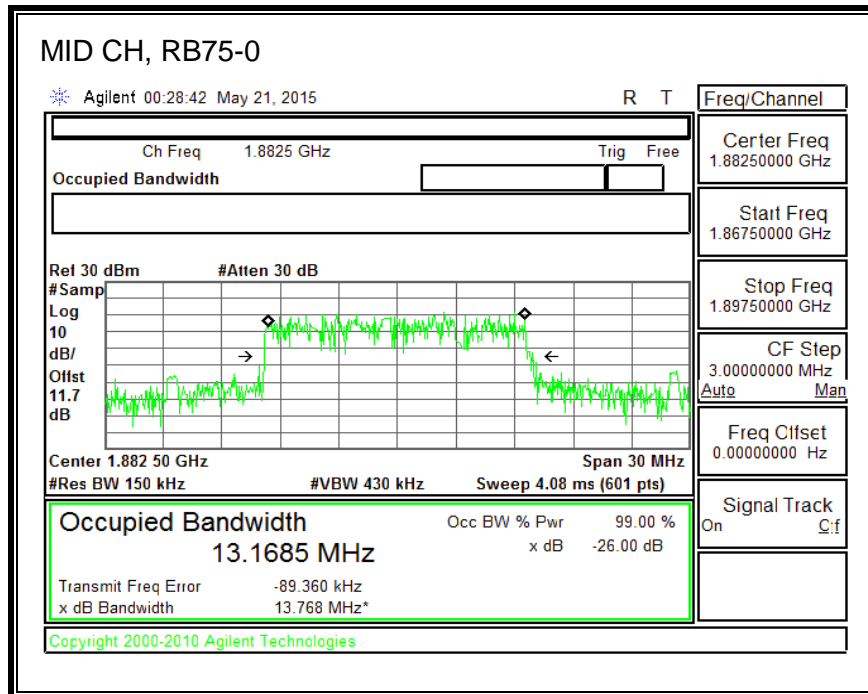 MID CH, RB75-0
Agilent 00:28:42 May 21, 2015 R T
Freq/Channel
Ch Freq 1.8825 GHz Trig Free
Occupied Bandwidth
Center Freq
1.88250000 GHz
Start Freq
1.86750000 GHz
Stop Freq
1.89750000 GHz
CF Step
3.00000000 MHz
Auto Man
Freq Offset
0.00000000 Hz
Signal Track
On Off
Ref 30 dBm #Atten 30 dB
#Samp
Log
10
dB/
Offst
11.7
dB
Center 1.882 50 GHz Span 30 MHz
#Res BW 150 kHz #VBW 430 kHz Sweep 4.08 ms (601 pts)
Occupied Bandwidth
13.1685 MHz
Occ BW % Pwr 99.00 %
x dB -26.00 dB
Transmit Freq Error -89.360 kHz
x dB Bandwidth 13.768 MHz*
Copyright 2000-2010 Agilent Technologies